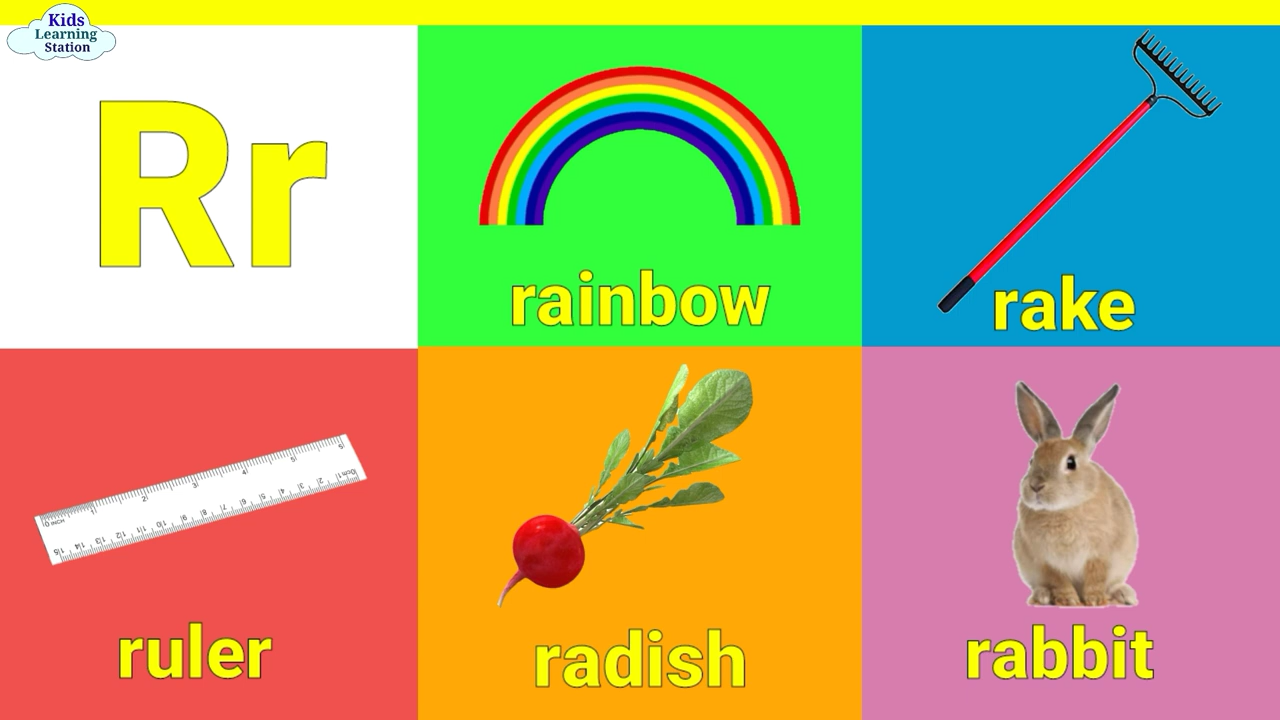 Kids
Learning
Station
Rr
rainbow
rake
ruler
radish
rabbit